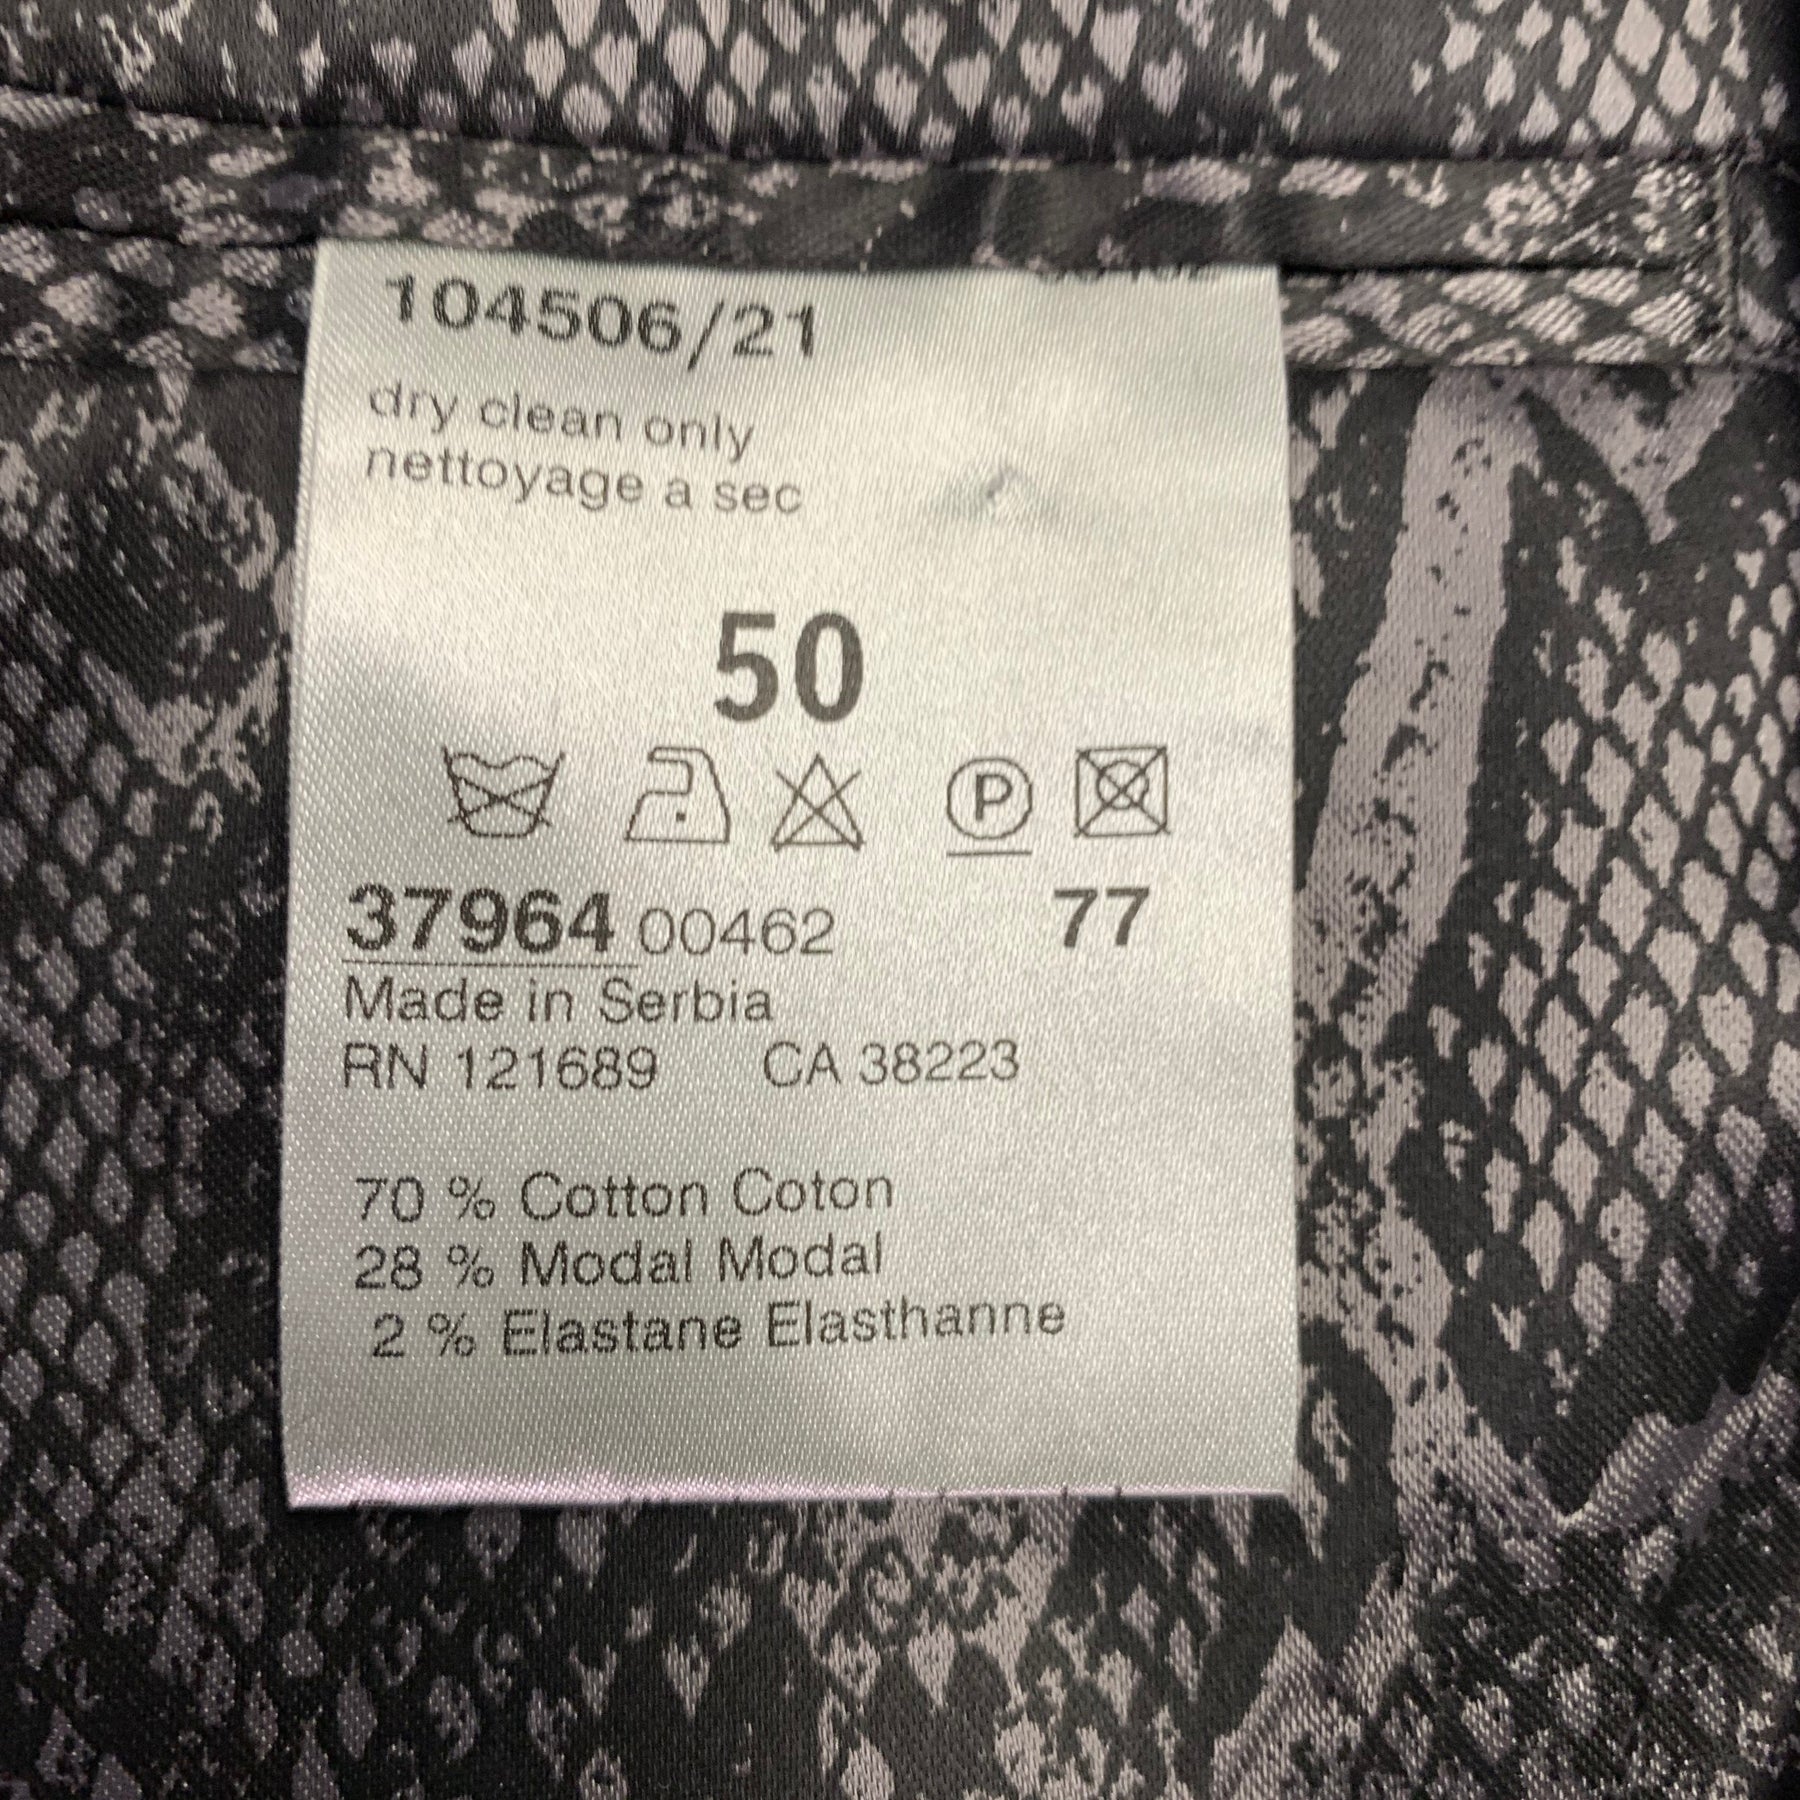 104506/21
dry clean only
nettoyage a sec
50
P
37964 00462 77
Made in Serbia
RN 121689 CA 38223
70 % Cotton Coton
28 % Modal Modal
2 % Elastane Elasthanne